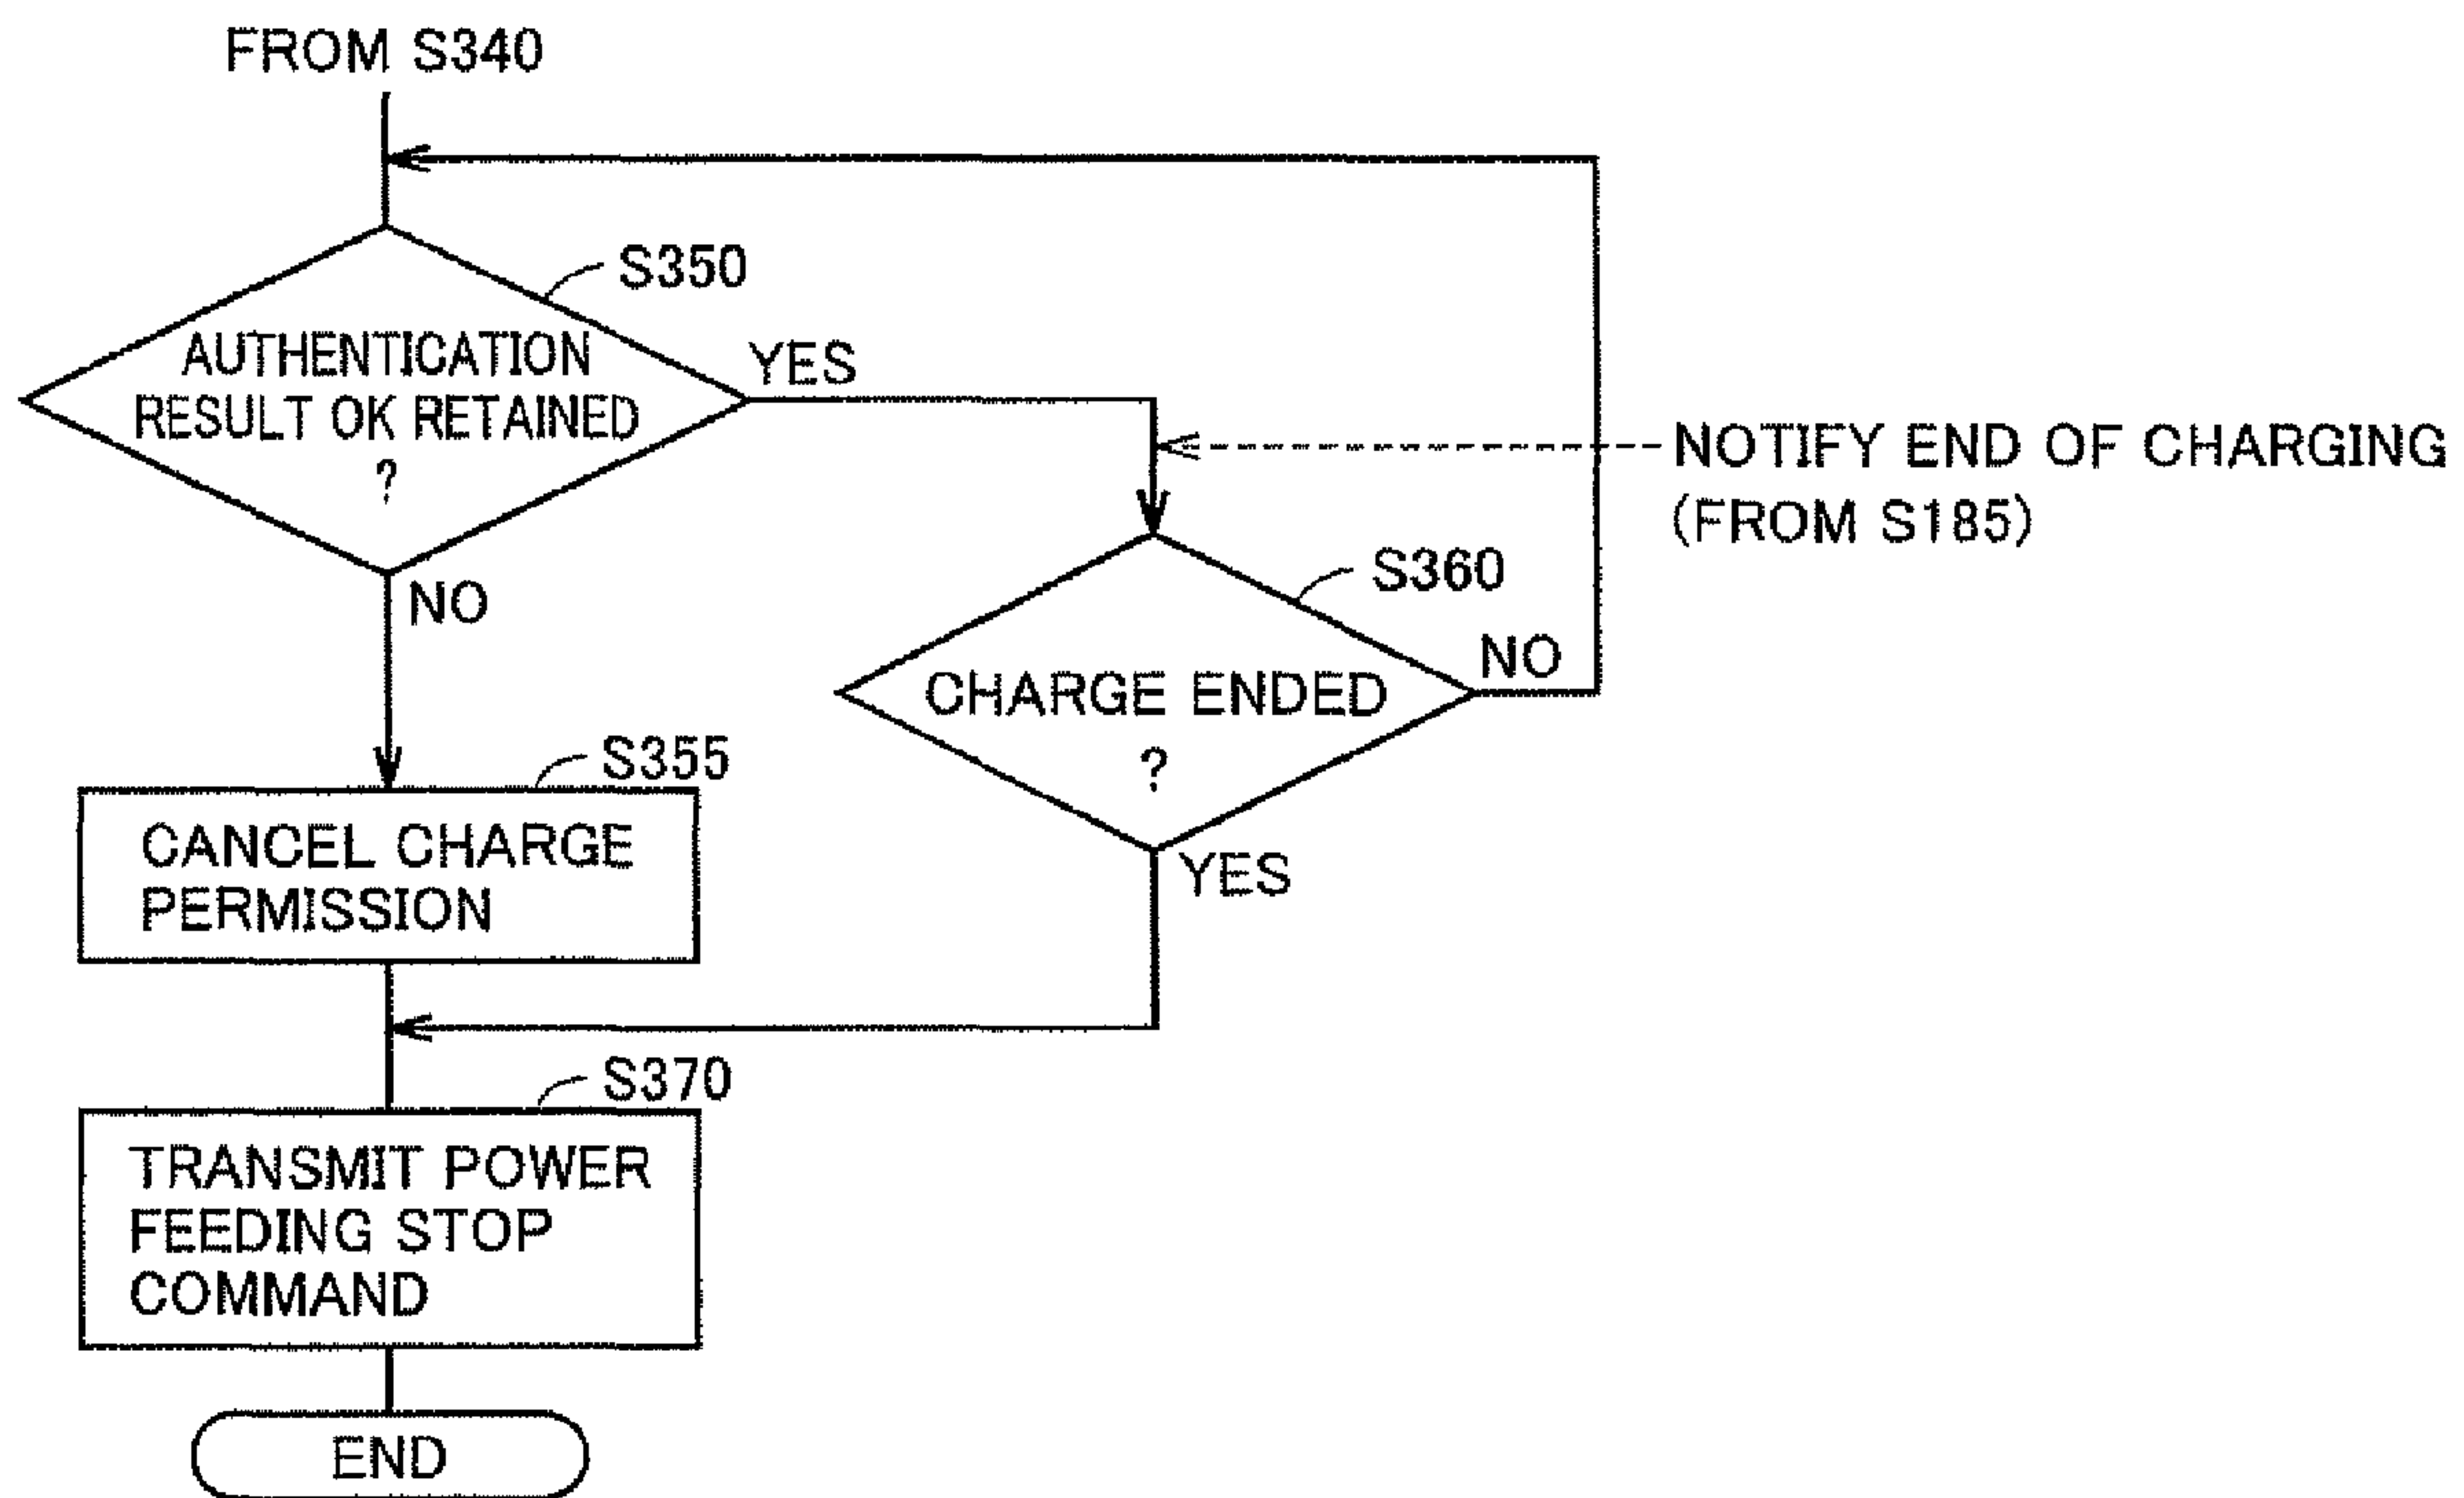 FROM S340
S350
AUTHENTICATION
RESULT OK RETAINED
?
YES
NO
NOTIFY END OF CHARGING
(FROM S185)
S360
CHARGE ENDED
?
NO
YES
S355
CANCEL CHARGE
PERMISSION
S370
TRANSMIT POWER
FEEDING STOP
COMMAND
END